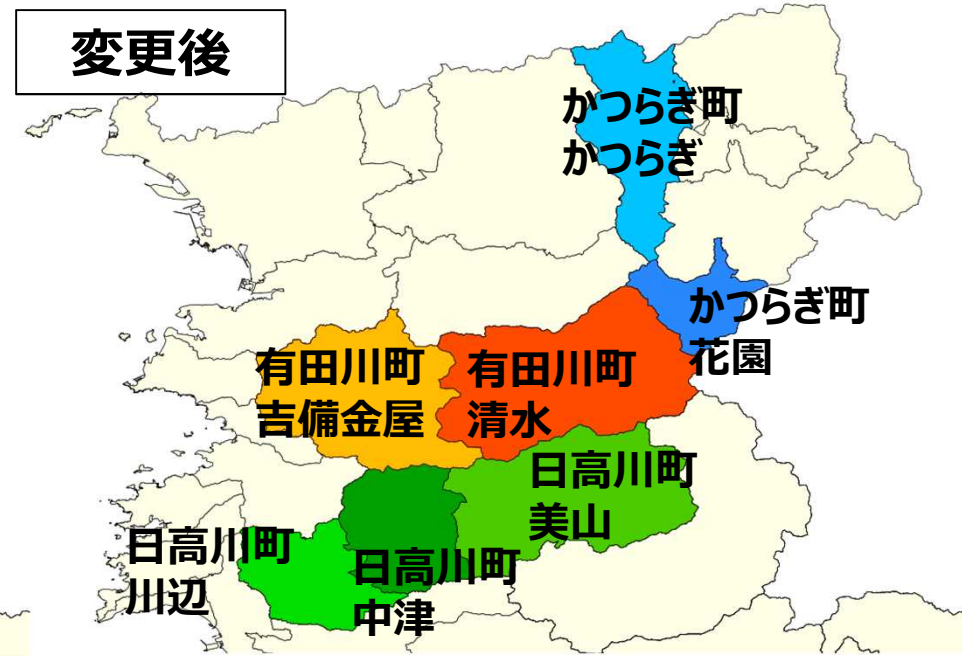 変更後
かつらぎ町
かつらぎ
かつらぎ町
花園
有田川町
吉備金屋
有田川町
清水
日高川町
美山
日高川町
川辺
日高川町
中津